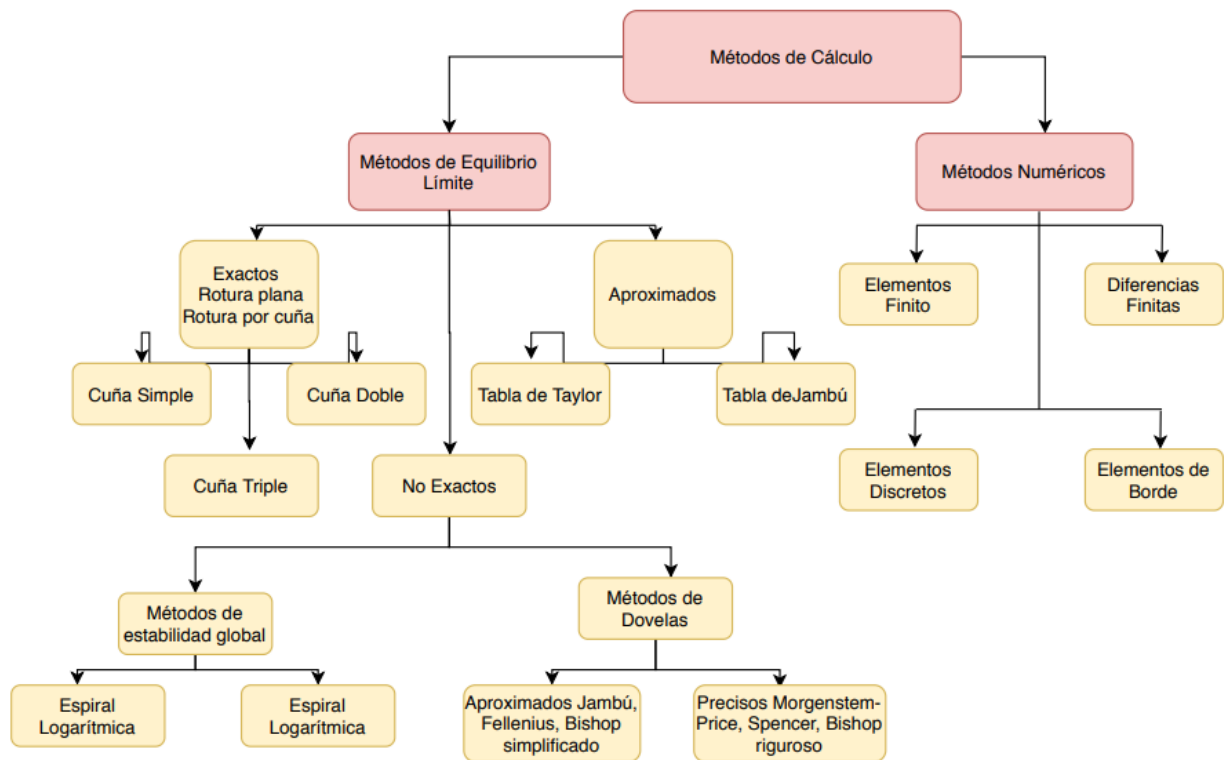 Métodos de Cálculo
Métodos de Equilibrio
Límite
Métodos Numéricos
Exactos
Rotura plana
Rotura por cuña
Aproximados
Elementos
Finito
Diferencias
Finitas
Cuña Simple
Cuña Doble
Tabla de Taylor
Tabla deJambú
Cuña Triple
No Exactos
Elementos
Discretos
Elementos de
Borde
Métodos de
estabilidad global
Métodos de
Dovelas
Espiral
Logarítmica
Espiral
Logarítmica
Aproximados Jambú,
Fellenius, Bishop
simplificado
Precisos Morgenstem-
Price, Spencer, Bishop
riguroso